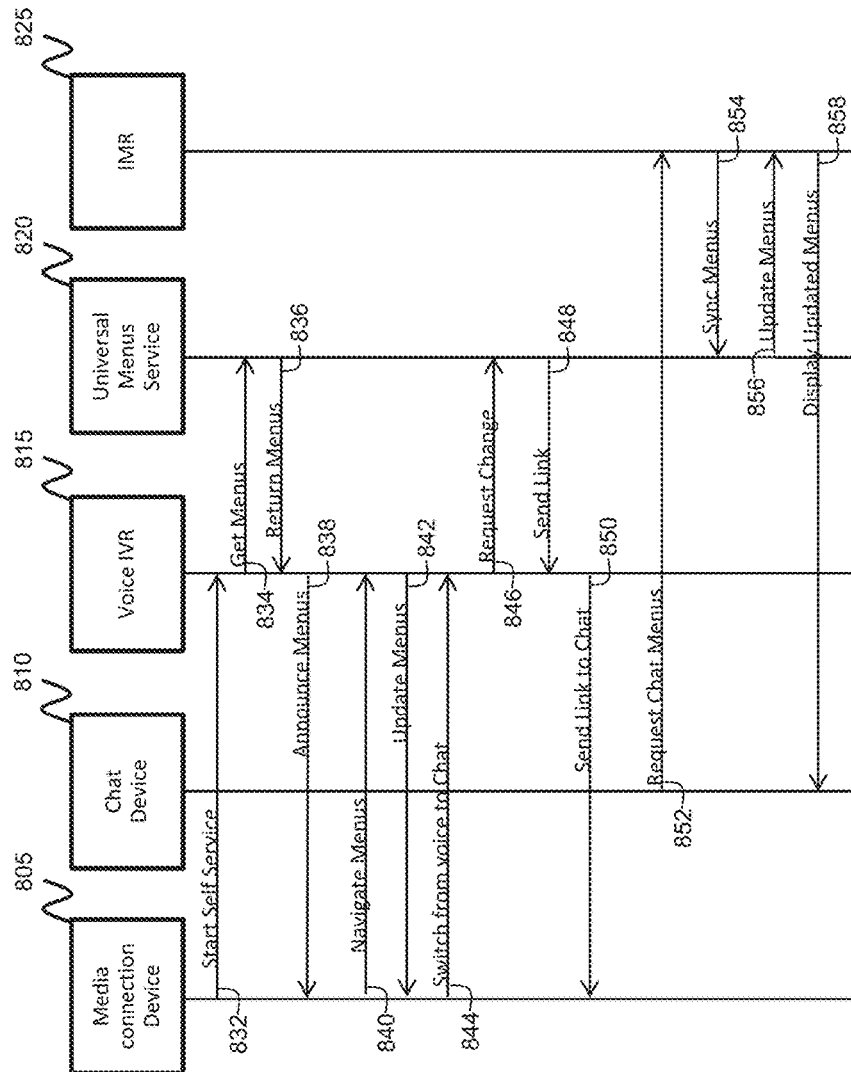 805
810
815
820
825
Media
connection
Device
Chat
Device
Voice IVR
Universal
Menus
Service
IMR
Start Self Service
832
Get Menus
834
Return Menus
836
Announce Menus
838
Navigate Menus
840
Update Menus
842
Switch from voice to Chat
844
Request Change
846
Send Link
848
Send Link to Chat
850
Request Chat Menus
852
Sync Menus
854
Update Menus
856
Display Updated Menus
858